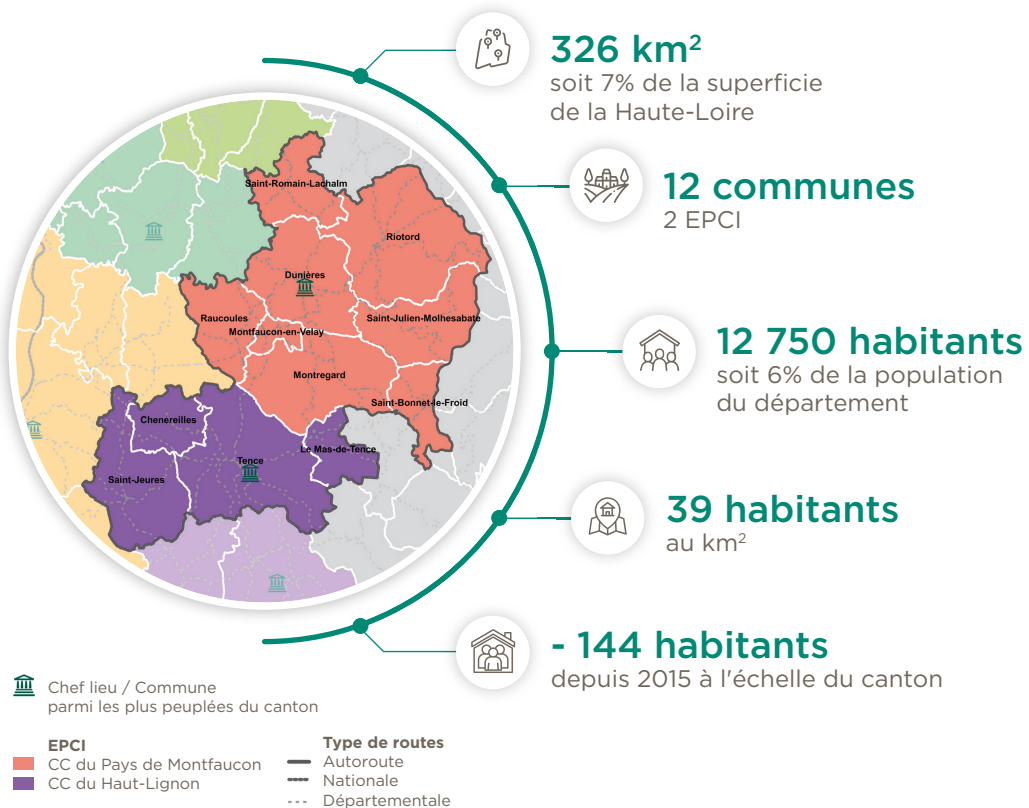 326 km²
soit 7% de la superficie
de la Haute-Loire
12 communes
2 EPCI
12 750 habitants
soit 6% de la population
du département
39 habitants
au km²
- 144 habitants
depuis 2015 à l'échelle du canton
Saint-Romain-Lachalm
Riotord
Dunières
Raucoules
Saint-Julien-Molhesabate
Montfaucon-en-Velay
Montregard
Saint-Bonnet-le-Froid
Chenereilles
Le Mas-de-Tence
Tence
Saint-Jeures
Chef lieu / Commune
parmi les plus peuplées du canton
EPCI
CC du Pays de Montfaucon
CC du Haut-Lignon
Type de routes
Autoroute
Nationale
Départementale